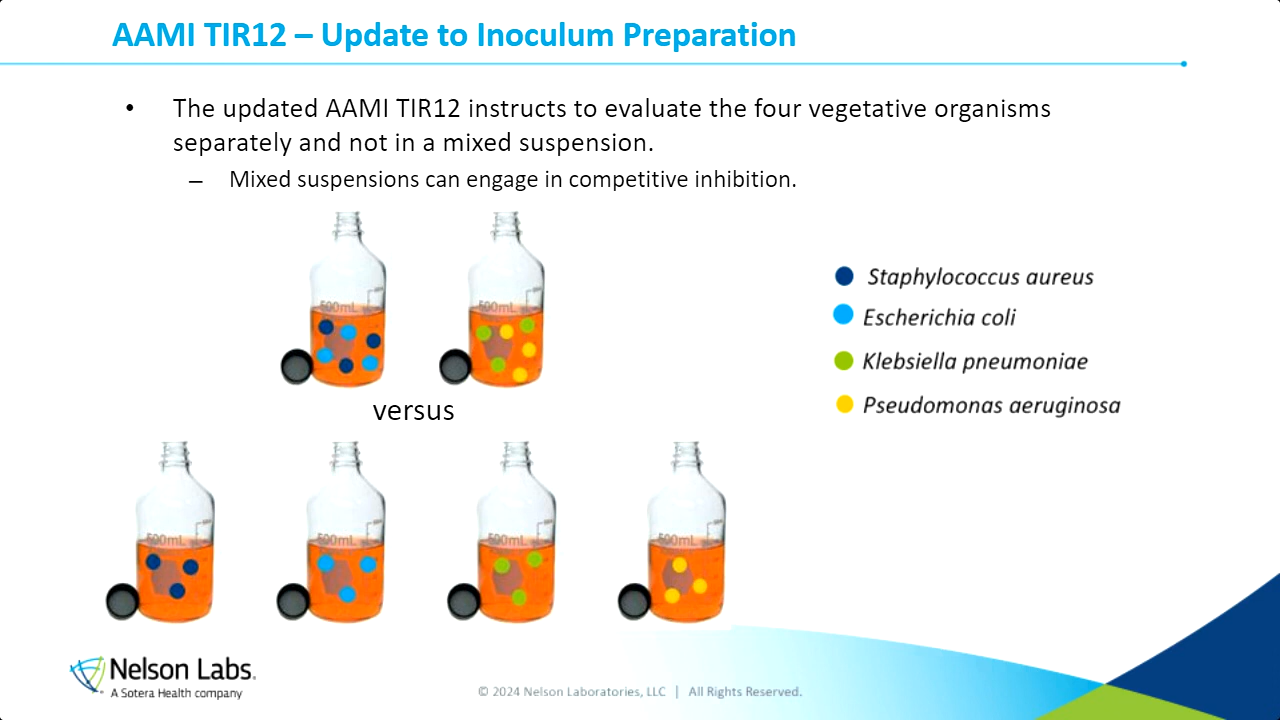 AAMI TIR12 – Update to Inoculum Preparation
• The updated AAMI TIR12 instructs to evaluate the four vegetative organisms
separately and not in a mixed suspension.
– Mixed suspensions can engage in competitive inhibition.
500mL
500mL
Staphylococcus aureus
Escherichia coli
Klebsiella pneumoniae
Pseudomonas aeruginosa
versus
500mL
500mL
500mL
500mL
Nelson Labs.
A Sotera Health company
© 2024 Nelson Laboratories, LLC | All Rights Reserved.